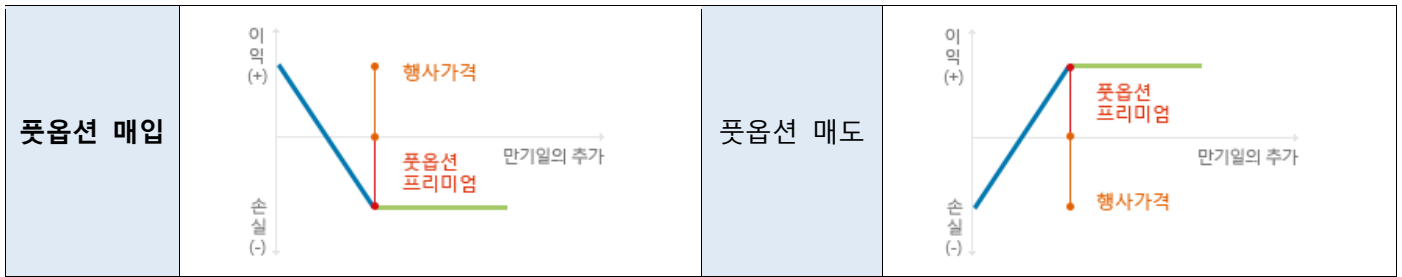 풋옵션 매입
이
익
(+)
행사가격
만기일의 추가
풋옵션
프리미엄
손
실
(-)
풋옵션 매도
이
익
(+)
풋옵션
프리미엄
만기일의 추가
행사가격
손
실
(-)